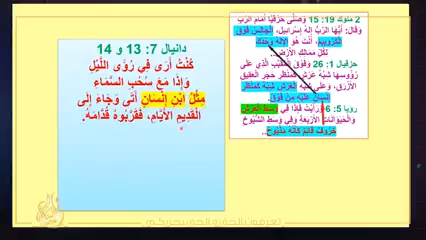 2 ملوك 19: 15 وَصَلَّى حَزَقِيَّا أَمَامَ الرَّبِّ
وَقَالَ: أَيُّهَا الرَّبُّ إِلهُ إِسْرَائِيلَ، الْجَالِسُ فَوْقَ
الْكَرُوبِيمَ، أَنْتَ هُوَ الإِلهُ وَحْدَكَ
لِكُلِّ مَمَالِكِ الأَرْضِ..
حزقيال 1: 26 وَفَوْقَ الْمُقَبَّبِ الَّذِي عَلَى
رُؤُوسِهَا شِبْهُ عَرْشٍ كَمَنْظَرِ حَجَرِ الْعَقِيقِ
الأَزْرَقِ، وَعَلَى شِبْهِ الْعَرْشِ شِبْهٌ كَمَنْظَرِ
إِنْسَانٍ عَلَيْهِ مِنْ فَوْقُ.
رؤيا 5: 6 وَرَأَيْتُ فَإِذَا فِي وَسَطِ الْعَرْشِ
وَالْحَيَوَانَاتِ الأَرْبَعَةِ وَفِي وَسَطِ الشُّيُوخِ
خَرُوفٌ قَائِمٌ كَأَنَّهُ مَذْبُوحٌ..
دانيال 7: 13 و 14
كُنْتُ أَرَى فِي رُؤَى اللَّيْلِ
وَإِذَا مَعَ سُحُبِ السَّمَاءِ
مِثْلُ ابْنِ إِنْسَانٍ أَتَى وَجَاءَ إِلَى
الْقَدِيمِ الأَيَّامِ، فَقَرَّبُوهُ قُدَّامَهُ.